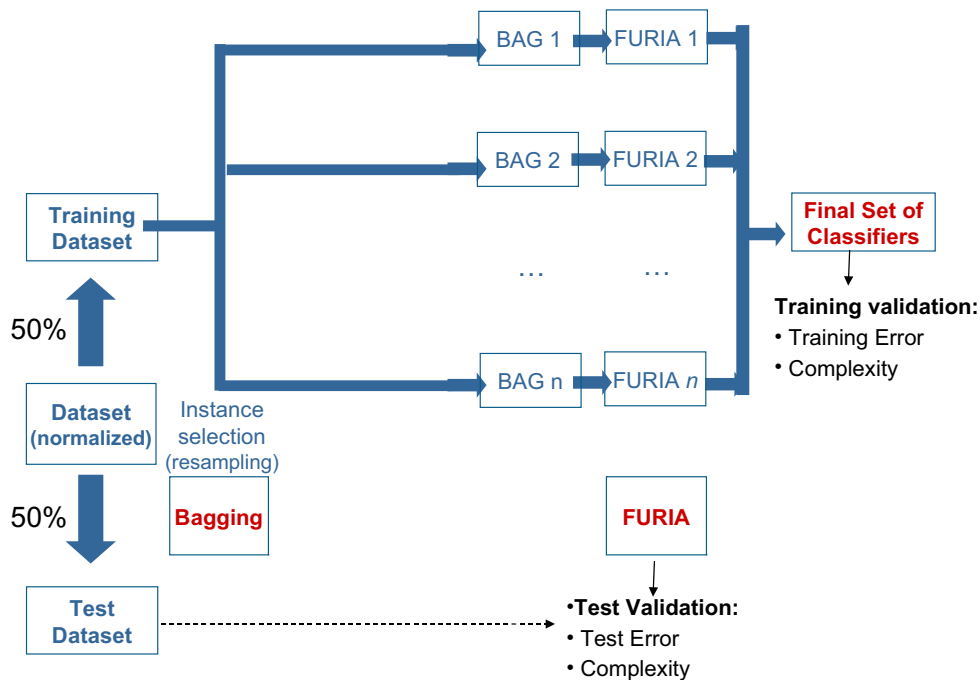 BAG 1
FURIA 1
BAG 2
FURIA 2
Training
Dataset
Final Set of
Classifiers
...
...
50%
Training validation:
• Training Error
• Complexity
BAG n
FURIA n
Dataset
(normalized)
Instance
selection
(resampling)
50%
Bagging
FURIA
Test
Dataset
•Test Validation:
• Test Error
• Complexity